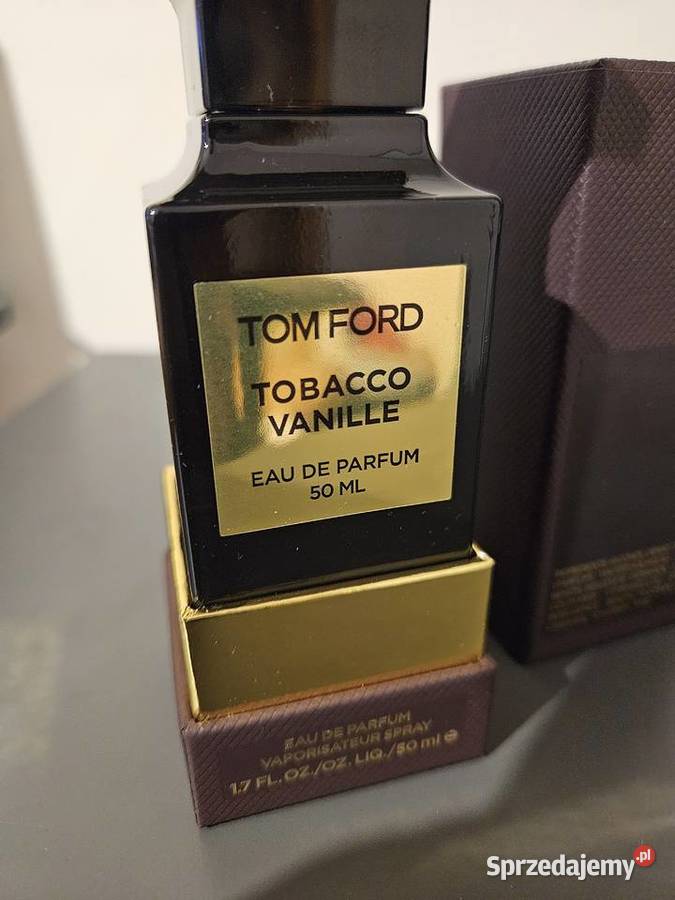 TOM FORD
TOBACCO
VANILLE
EAU DE PARFUM
50 ML
EAU DE PARFUM
VAPORISATEUR SPRAY
1.7 FL. OZ./OZ. LIQ./50 ml ℮
Sprzedajemy.pl